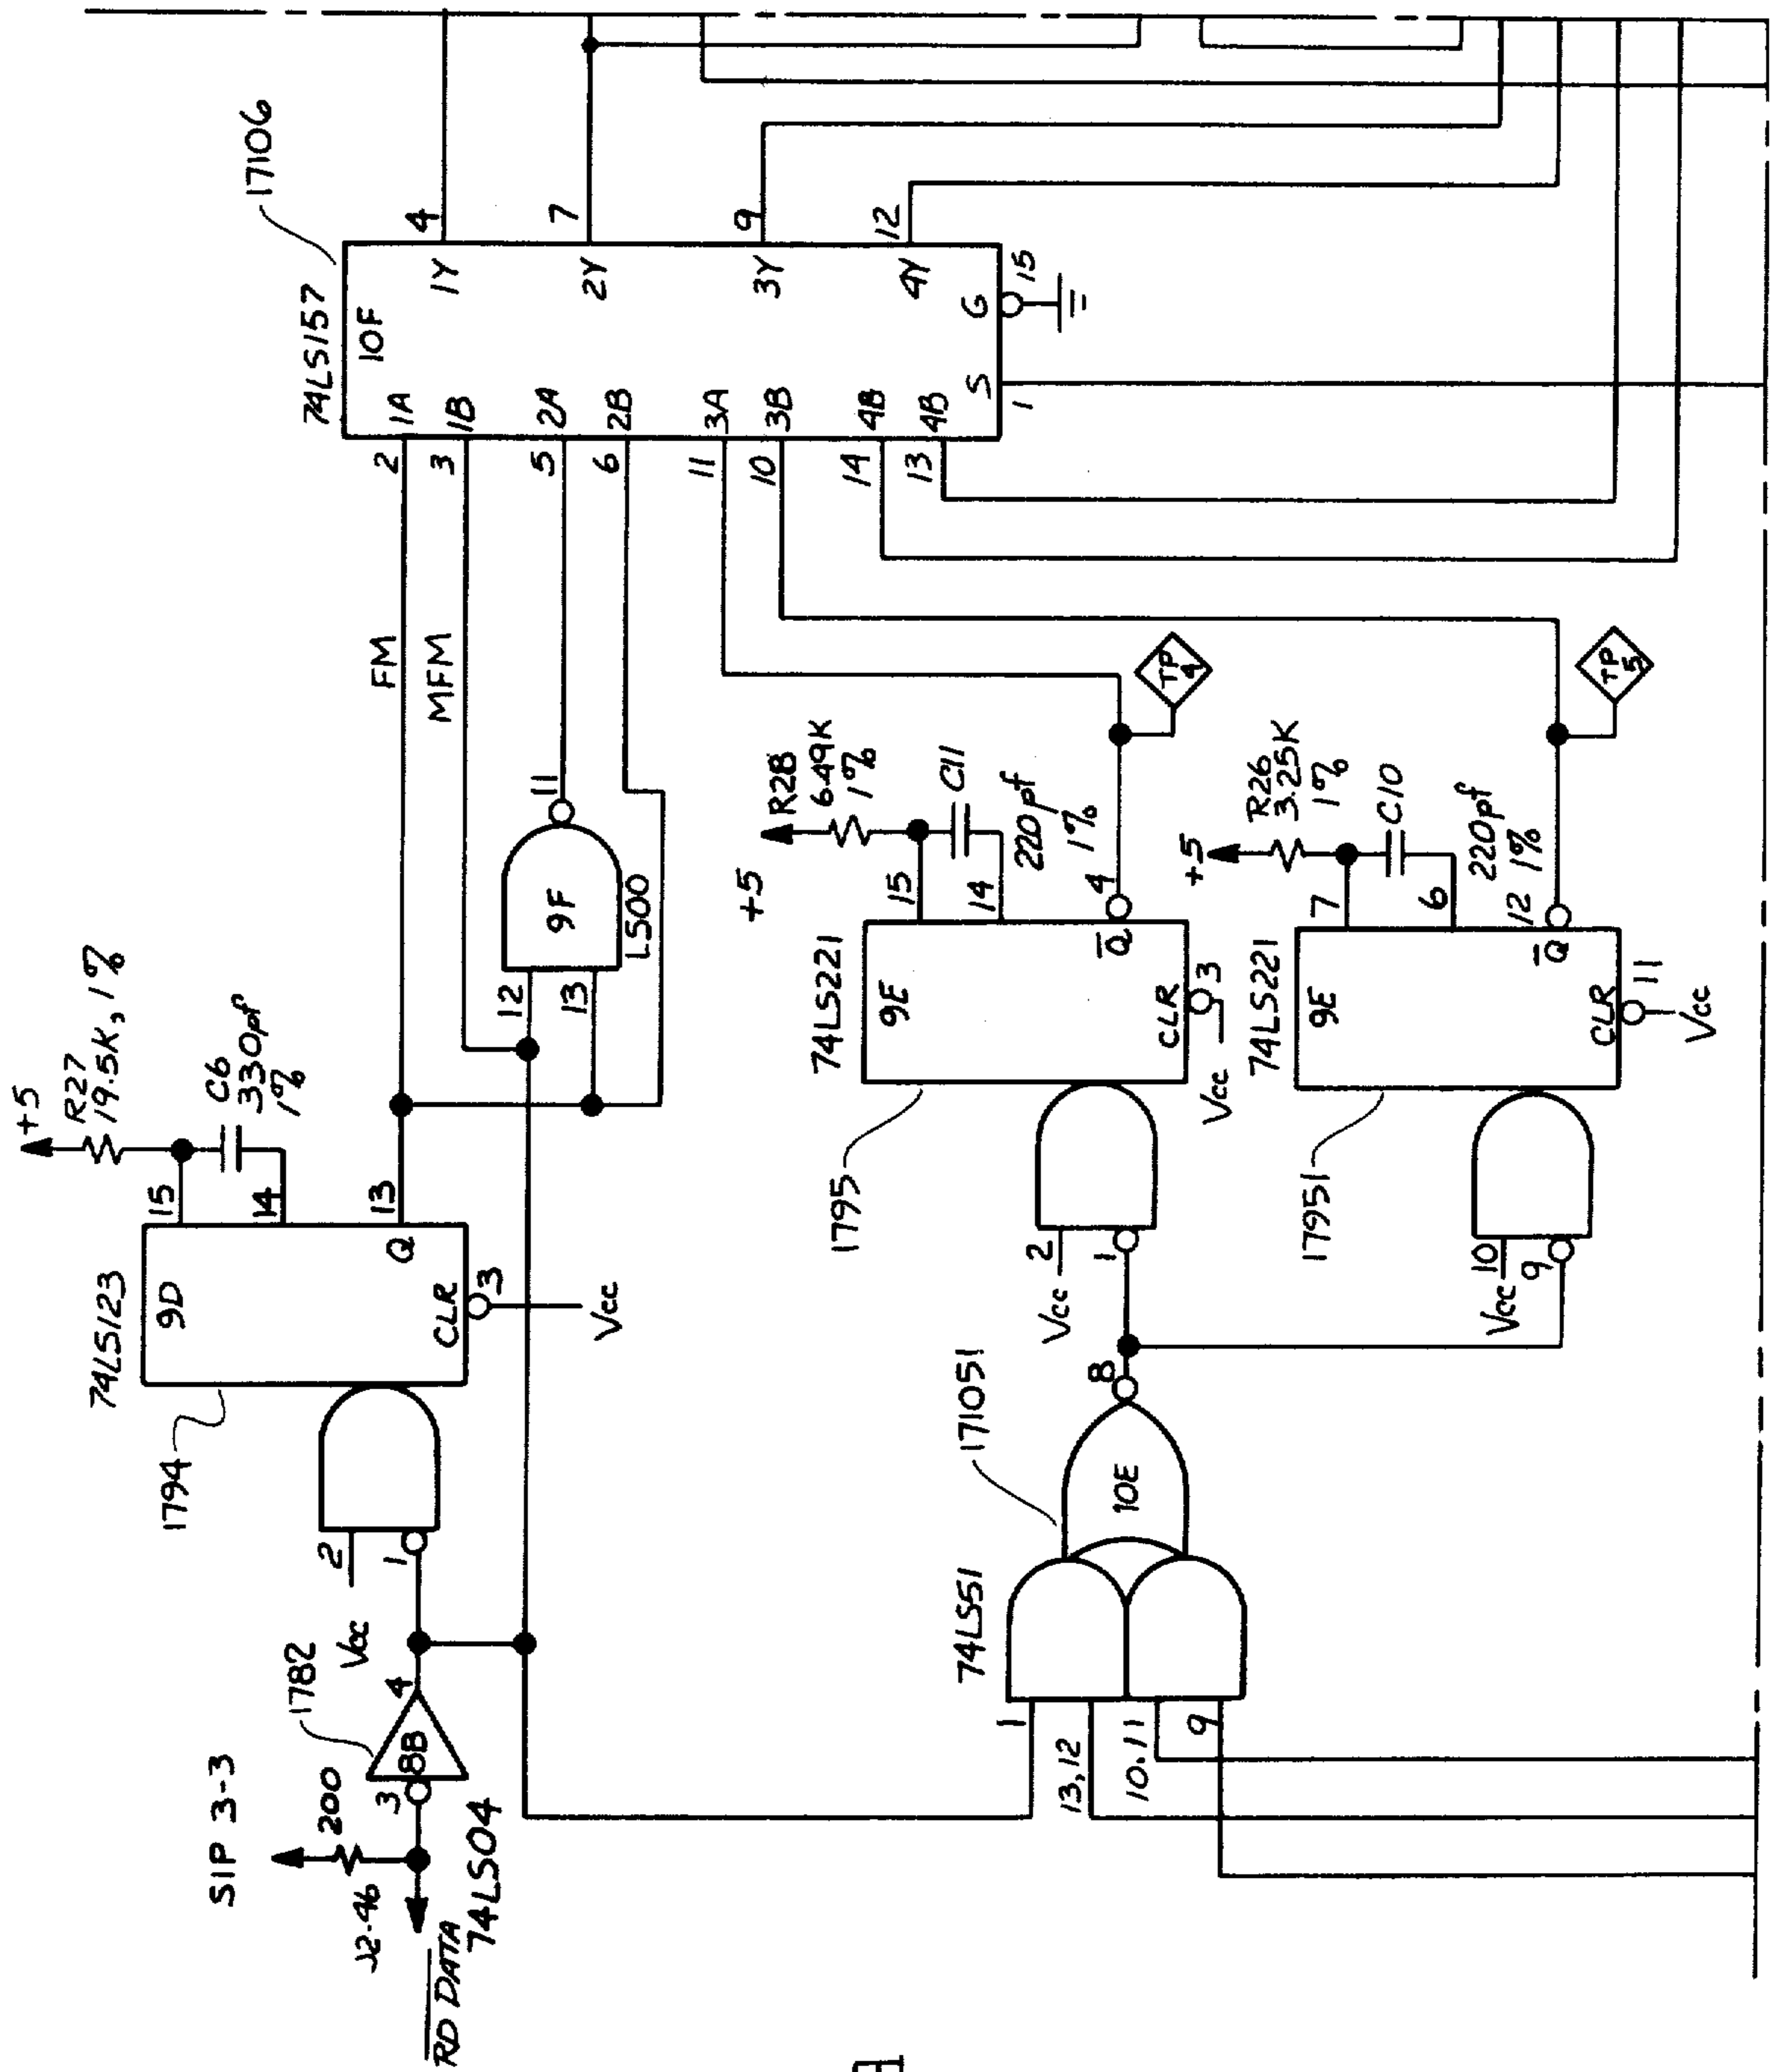 SIP 3-3
200
J2-46
RD DATA
74LS04
3
8B
4
1782
Vcc
2
1
1794
74LS123
9D
Q
CLR
3
Vcc
15
14
13
+5
R27
19.5K, 1%
C6
330pf
1%
FM
MFM
12
13
9F
11
LS00
74LS157
10F
17106
2
3
5
6
11
10
14
13
1A
1B
2A
2B
3A
3B
4B
4B
1Y
2Y
3Y
4Y
4
7
9
12
S
G
1
15
74LS51
1
13,12
10,11
9
10E
171051
8
Vcc
2
1
1795
74LS221
9E
Q
CLR
3
Vcc
15
14
4
+5
R28
6.49K
1%
C11
220pf
1%
TP
4
Vcc
10
9
17951
74LS221
9E
Q
CLR
11
Vcc
7
6
12
+5
R26
3.25K
1%
C10
220pf
1%
TP
5